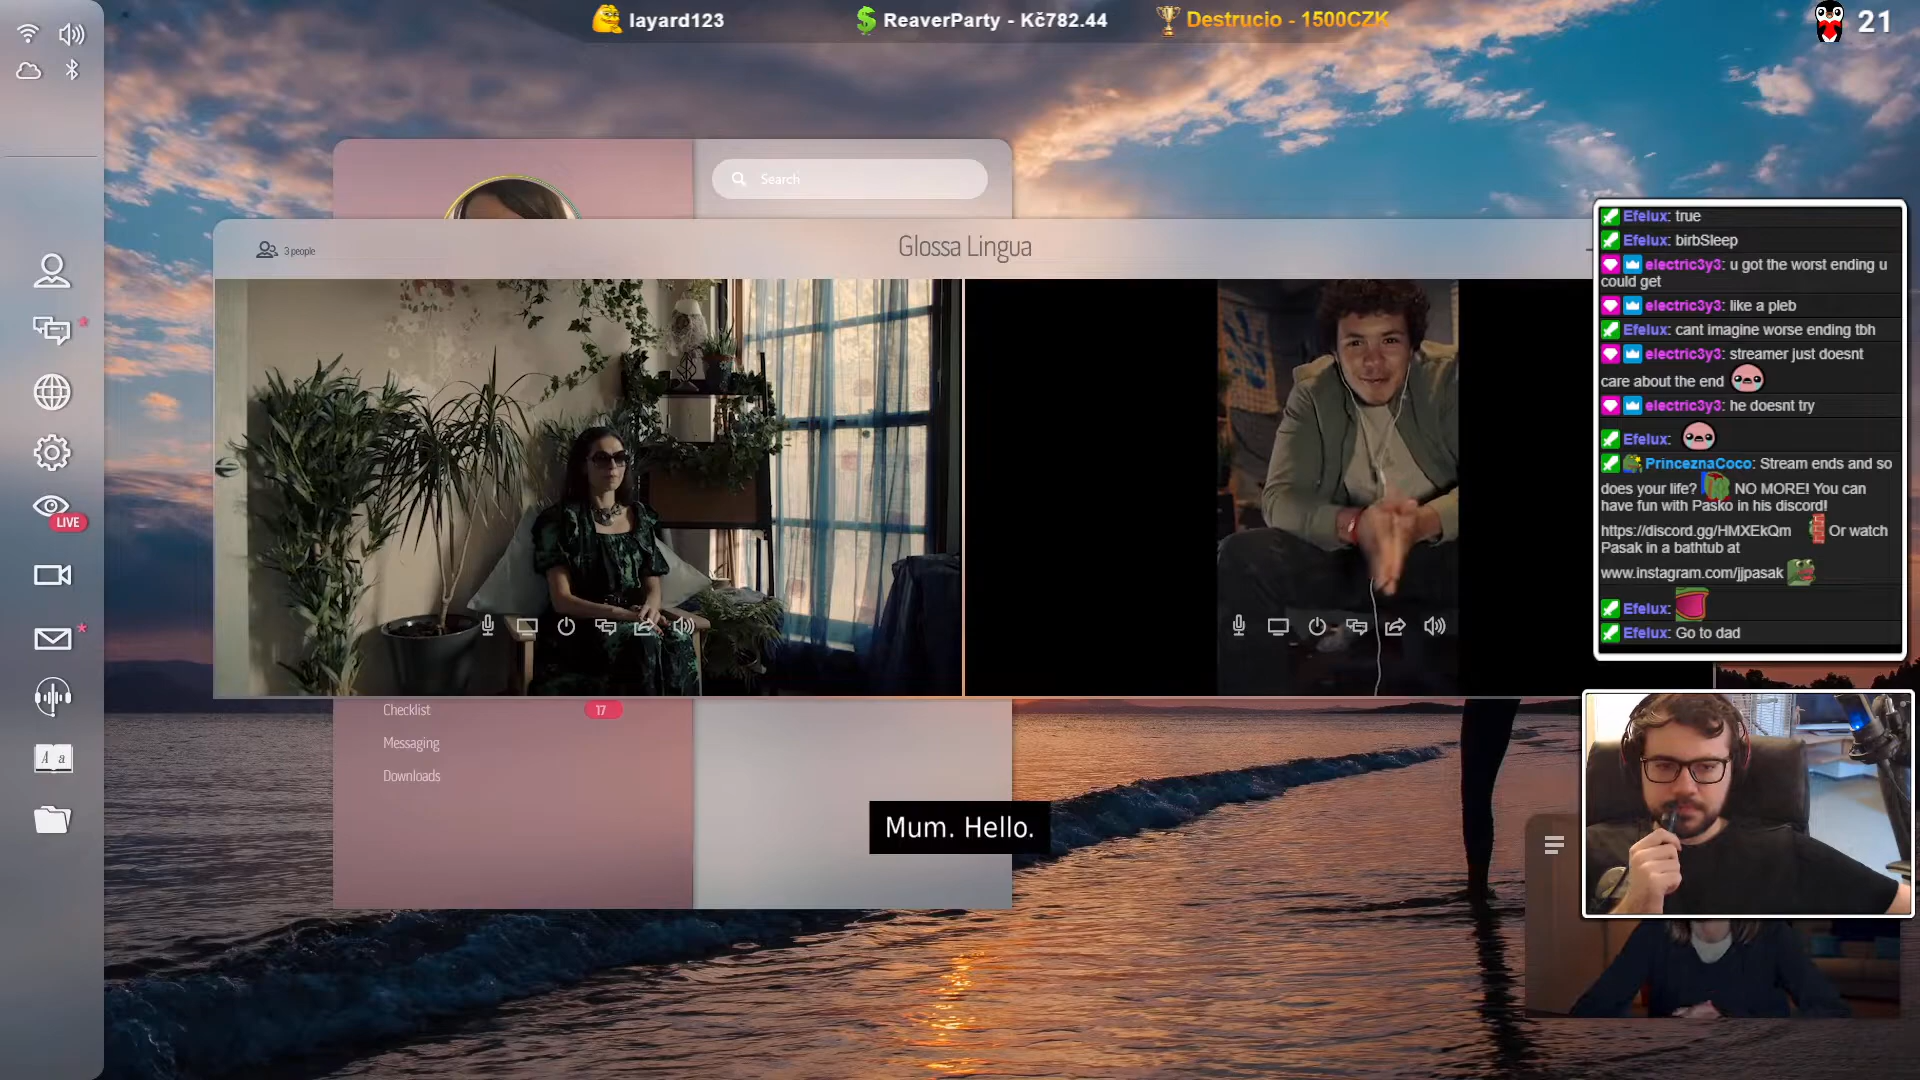 layard123
ReaverParty - Kč782.44
Destrucio - 1500CZK
21
Search
3 people
Glossa Lingua
LIVE
A a
Checklist 17
Messaging
Downloads
Mum. Hello.
Efelux: true
Efelux: birbSleep
electric3y3: u got the worst ending u
could get
electric3y3: like a pleb
Efelux: cant imagine worse ending tbh
electric3y3: streamer just doesnt
care about the end
electric3y3: he doesnt try
Efelux:
PrinceznaCoco: Stream ends and so
does your life? NO MORE! You can
have fun with Pasko in his discord!
https://discord.gg/HMXEkQm Or watch
Pasak in a bathtub at
www.instagram.com/jjpasak
Efelux:
Efelux: Go to dad